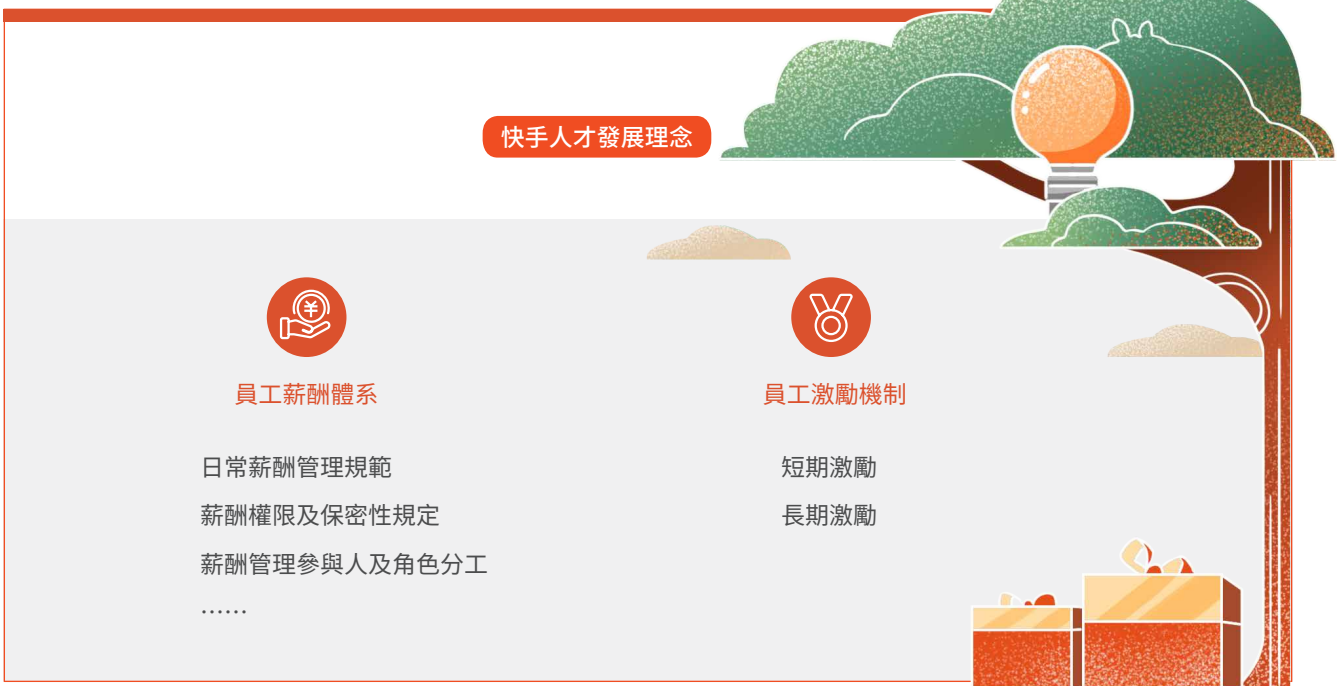 快手人才發展理念
員工薪酬體系
日常薪酬管理規範
薪酬權限及保密性規定
薪酬管理參與人及角色分工
……
員工激勵機制
短期激勵
長期激勵